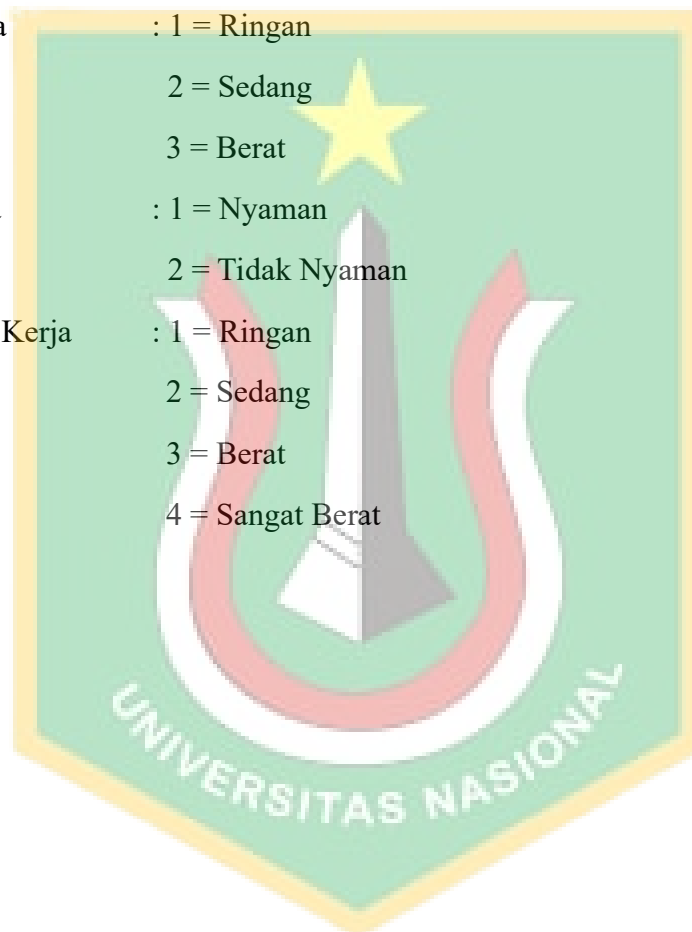 : 1 = Ringan
2 = Sedang
3 = Berat
: 1 = Nyaman
2 = Tidak Nyaman
Kerja : 1 = Ringan
2 = Sedang
3 = Berat
4 = Sangat Berat
UNIVERSITAS NASIONAL